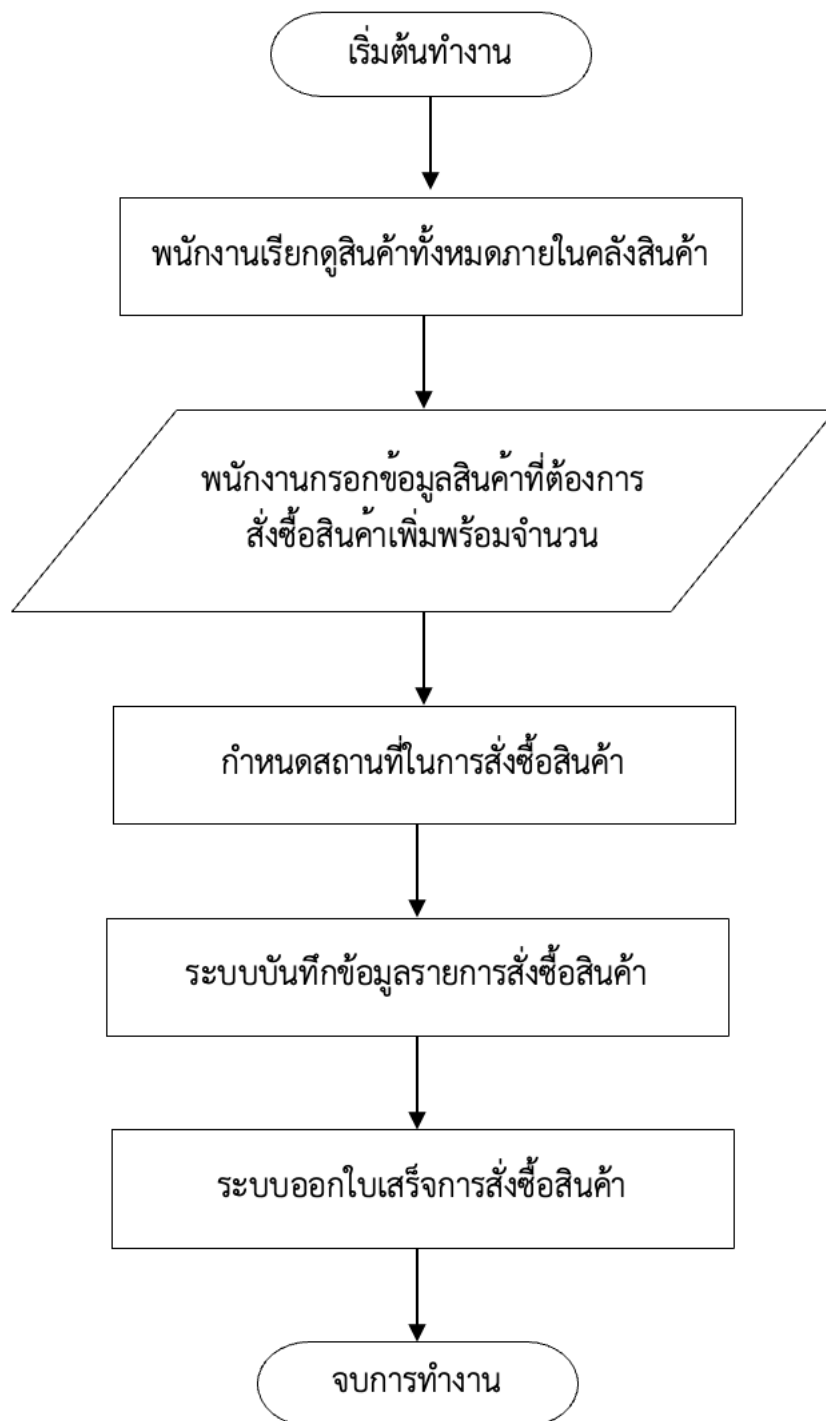 เริ่มต้นทำงาน
พนักงานเรียกดูสินค้าทั้งหมดภายในคลังสินค้า
พนักงานกรอกข้อมูลสินค้าที่ต้องการ
สั่งซื้อสินค้าเพิ่มพร้อมจำนวน
กำหนดสถานที่ในการสั่งซื้อสินค้า
ระบบบันทึกข้อมูลรายการสั่งซื้อสินค้า
ระบบออกใบเสร็จการสั่งซื้อสินค้า
จบการทำงาน